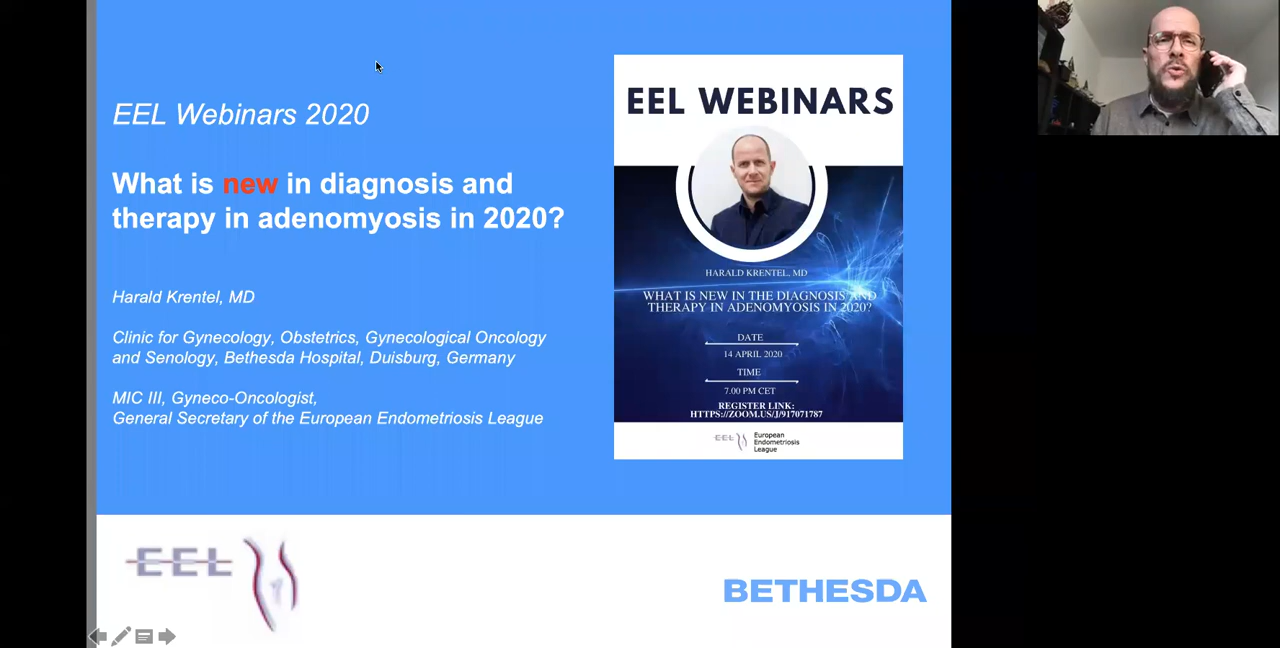 EEL Webinars 2020
What is new in diagnosis and
therapy in adenomyosis in 2020?
Harald Krentel, MD
Clinic for Gynecology, Obstetrics, Gynecological Oncology
and Senology, Bethesda Hospital, Duisburg, Germany
MIC III, Gyneco-Oncologist,
General Secretary of the European Endometriosis League
EEL WEBINARS
HARALD KRENTEL, MD
WHAT IS NEW IN THE DIAGNOSIS AND
THERAPY IN ADENOMYOSIS IN 2020?
DATE
14 APRIL 2020
TIME
7.00 PM CET
REGISTER LINK:
HTTPS://ZOOM.US/J/917071787
EEL
European
Endometriosis
League
EEL
BETHESDA